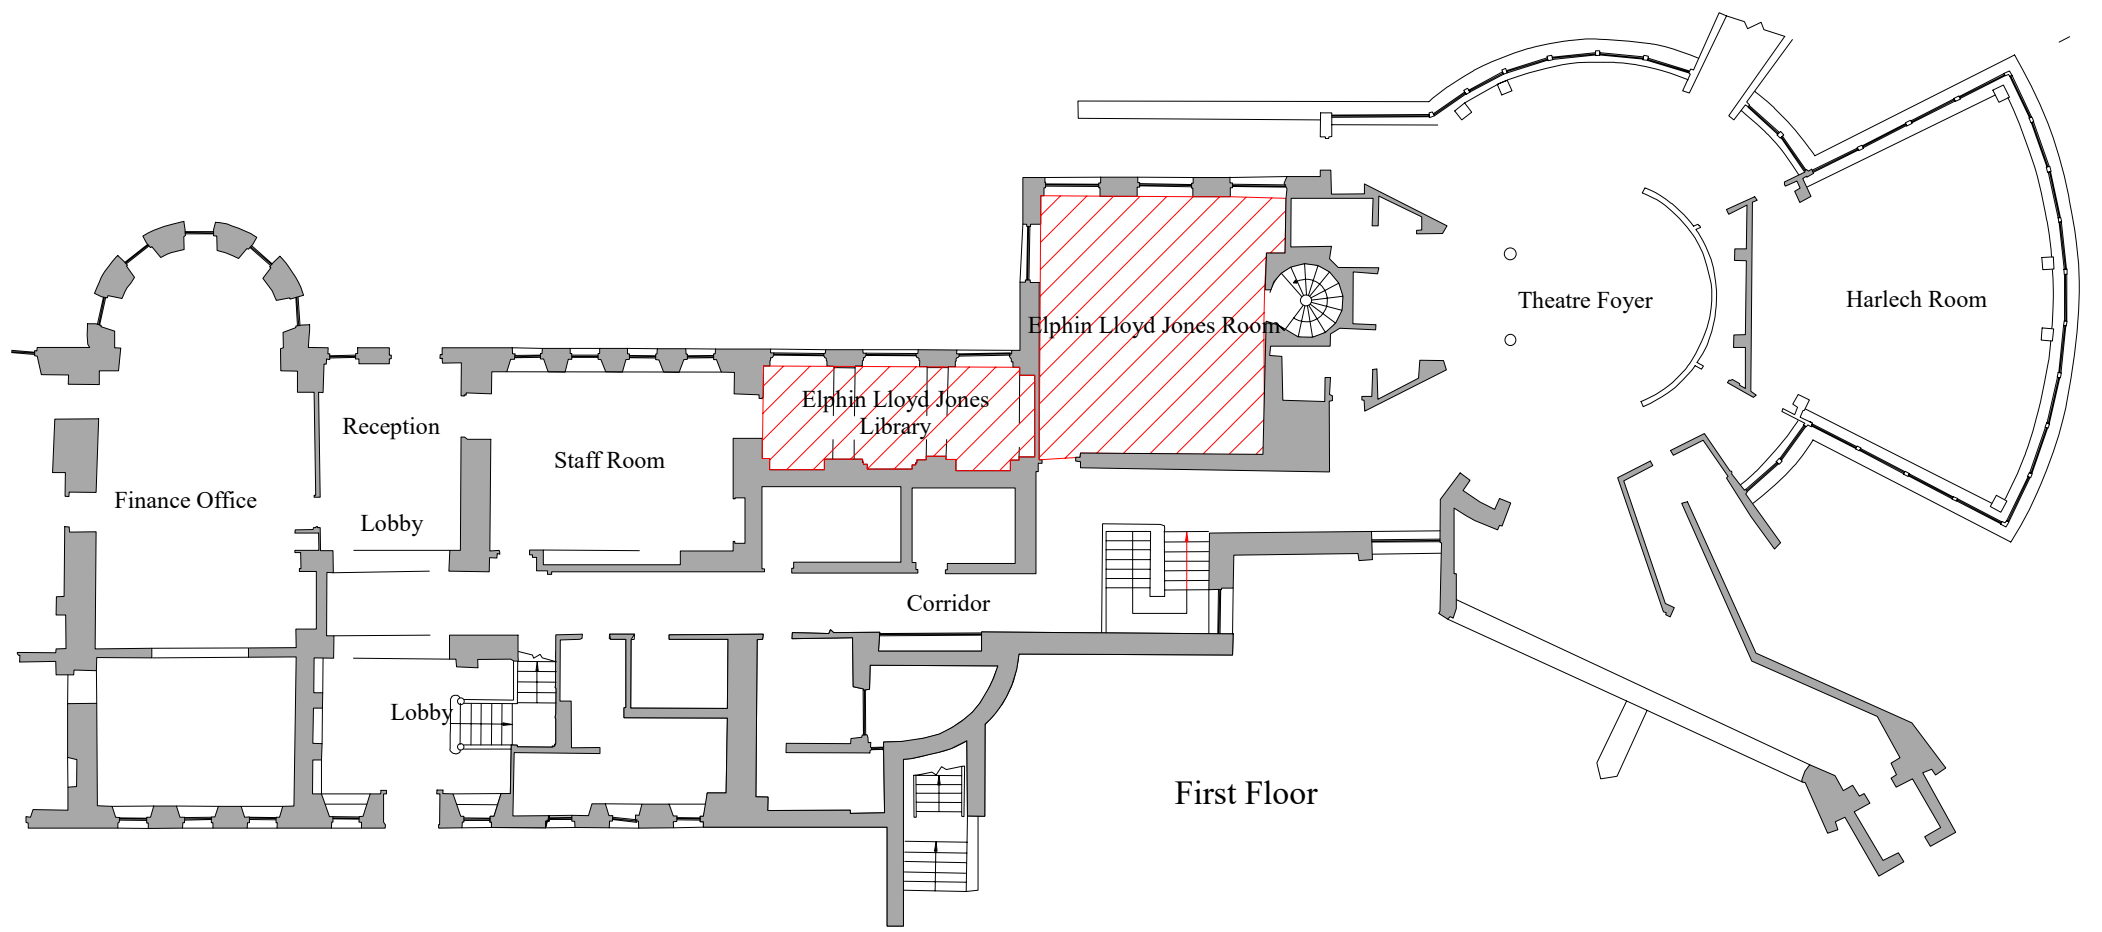 Theatre Foyer
Harlech Room
Elphin Lloyd Jones Room
Elphin Lloyd Jones
Library
Reception
Staff Room
Finance Office
Lobby
Corridor
Lobby
First Floor